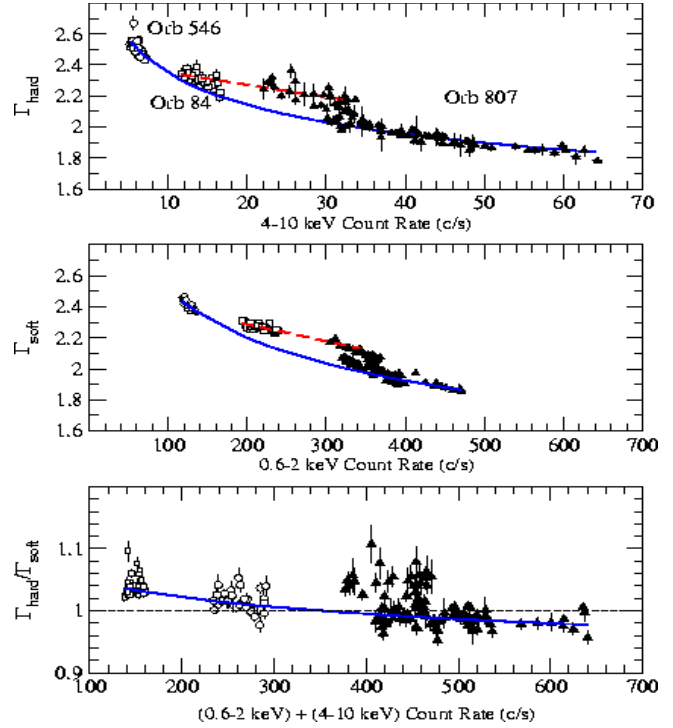 2.6
2.4
2.2
2
1.8
1.6
Γhard
Orb 546
Orb 84
Orb 807
10 20 30 40 50 60 70
4-10 keV Count Rate (c/s)
2.6
2.4
2.2
2
1.8
1.6
Γsoft
100 200 300 400 500 600 700
0.6-2 keV Count Rate (c/s)
1.1
1
0.9
Γhard/Γsoft
100 200 300 400 500 600 700
(0.6-2 keV) + (4-10 keV) Count Rate (c/s)